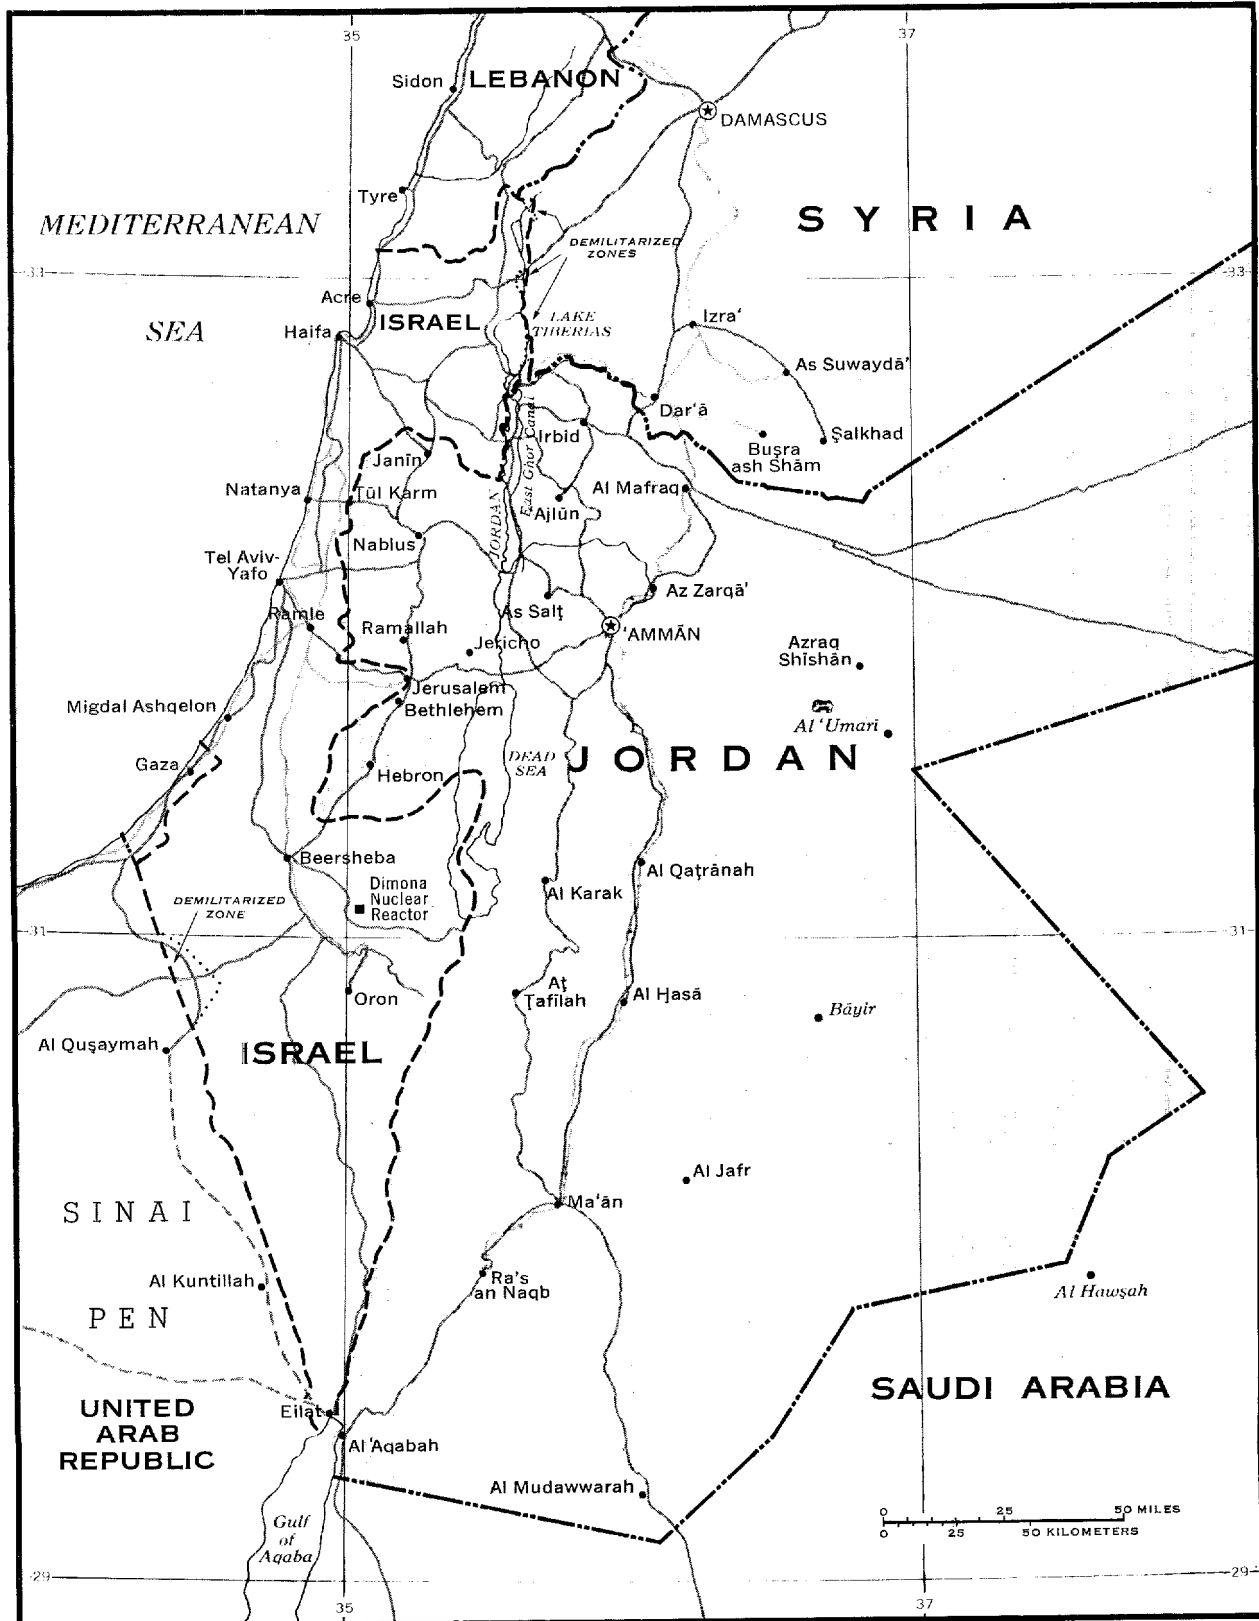 35
37
Sidon
LEBANON
DAMASCUS
Tyre
MEDITERRANEAN
SYRIA
DEMILITARIZED
ZONES
33
33
Acre
ISRAEL
LAKE
TIBERIAS
Izra‘
SEA
Haifa
As Suwaydā’
Dar‘ā
Irbid
East Ghor Canal
Şalkhad
Buşra
ash Shām
Janīn
Natanya
Tūl Karm
Al Mafraq
Ajlūn
JORDAN
Nablus
Tel Aviv-
Yafo
Az Zarqā’
As Salţ
Ramle
Ramallah
‘AMMĀN
Jericho
Azraq
Shīshān
Jerusalem
Migdal Ashqelon
Bethlehem
Al ‘Umarī
Gaza
Hebron
DEAD
SEA
JORDAN
Beersheba
Al Qaţrānah
Dimona
Nuclear
Reactor
Al Karak
DEMILITARIZED
ZONE
31
31
Oron
Aţ
Ţafīlah
Al Ḩasā
Bāyir
Al Quşaymah
ISRAEL
Al Jafr
SINAI
Ma‘ān
Al Kuntillah
Ra’s
an Naqb
PEN
Al Hawşah
SAUDI ARABIA
UNITED
ARAB
REPUBLIC
Eilat
Al ‘Aqabah
Al Mudawwarah
0 25 50 MILES
0 25 50 KILOMETERS
Gulf
of
Aqaba
29
29
35
37